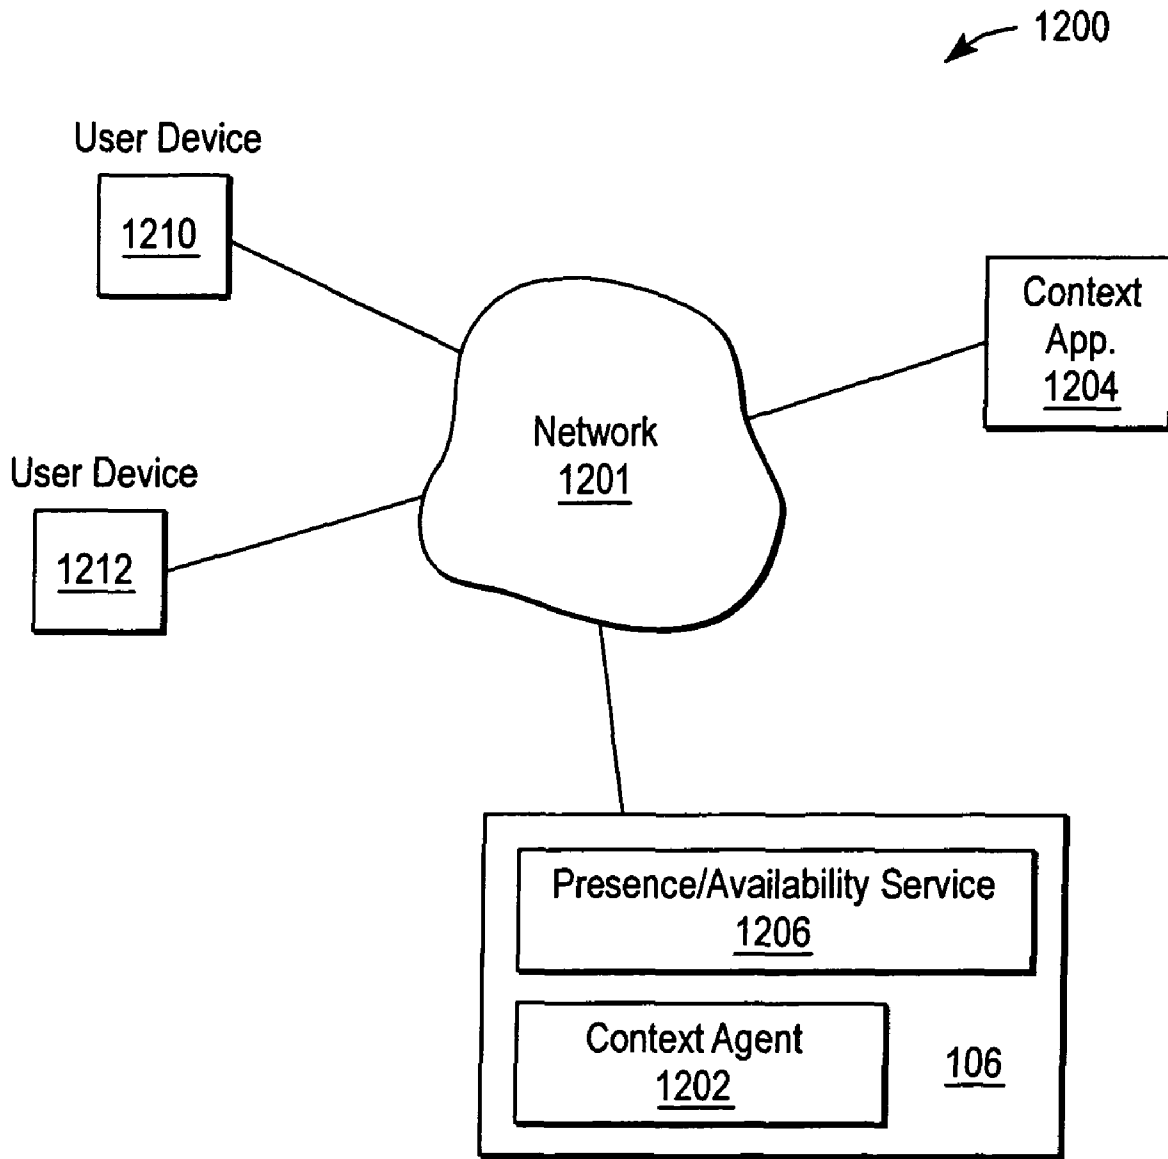 1200
User Device
1210
Context
App.
1204
Network
1201
User Device
1212
Presence/Availability Service
1206
Context Agent
1202
106